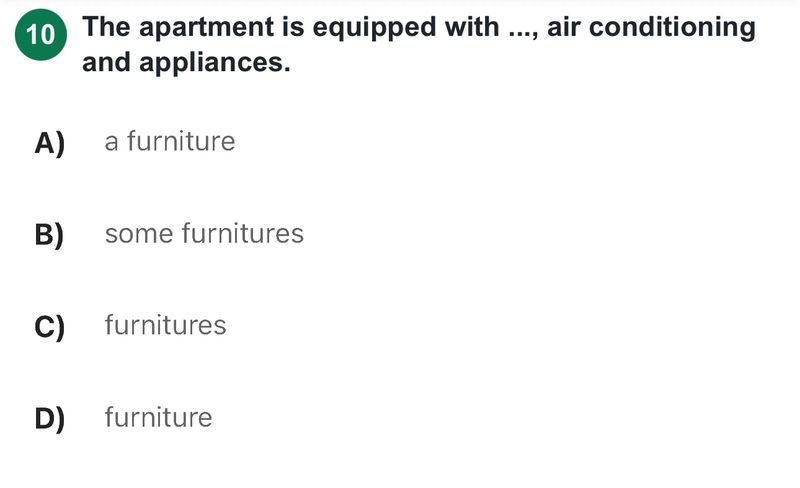 10 The apartment is equipped with ..., air conditioning
and appliances.
A) a furniture
B) some furnitures
C) furnitures
D) furniture